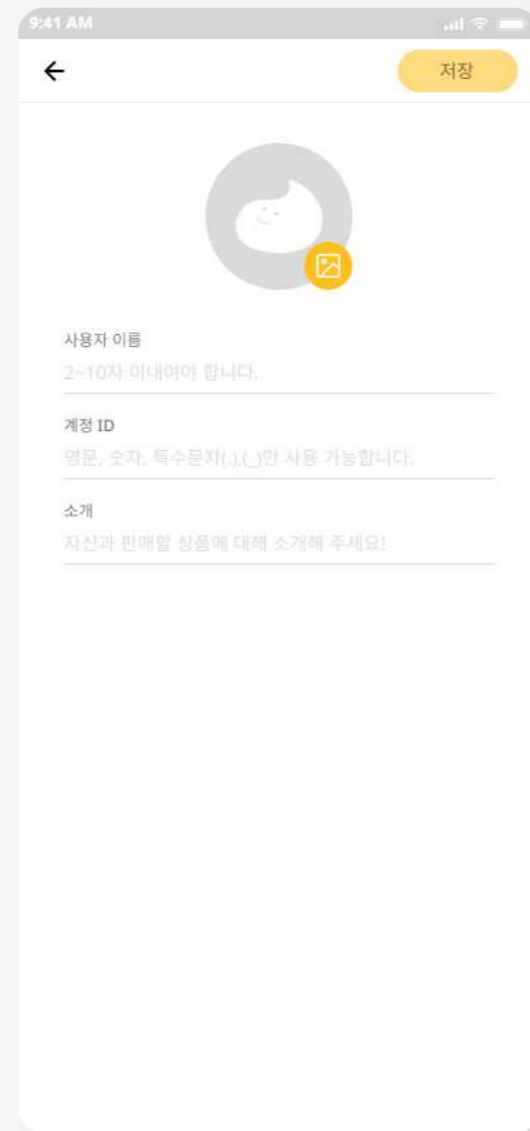 9:41 AM
저장
사용자 이름
2~10자 이내여야 합니다.
계정 ID
영문, 숫자, 특수문자(.),(_)만 사용 가능합니다.
소개
자신과 판매할 상품에 대해 소개해 주세요!